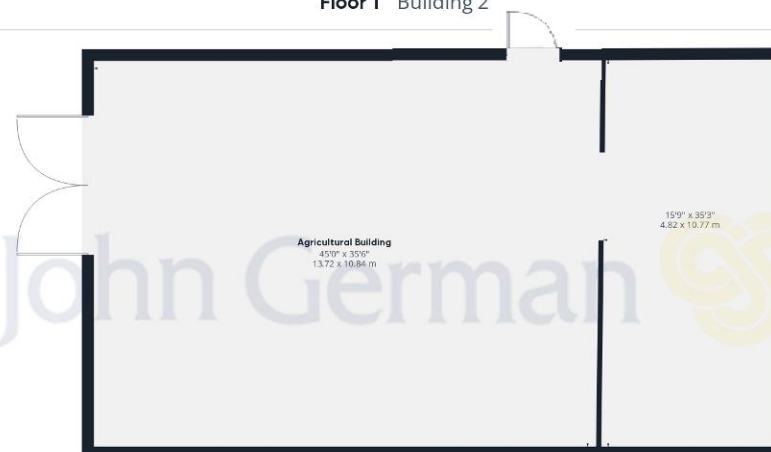 Floor 1 Building 2
15'9" x 35'3"
4.82 x 10.77 m
Agricultural Building
45'0" x 35'6"
13.72 x 10.84 m
John German